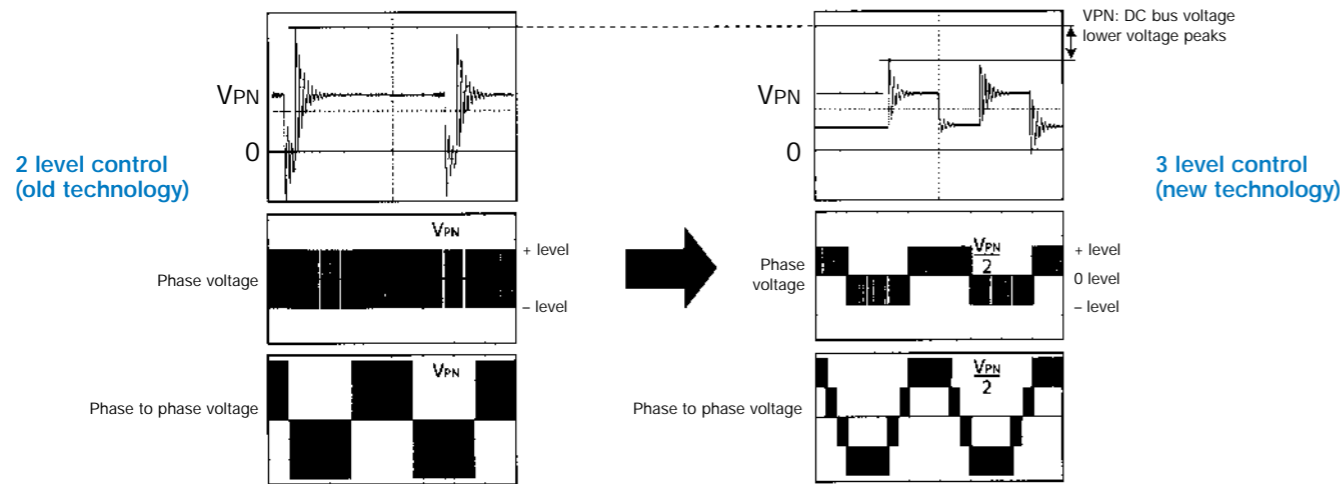 VPN: DC bus voltage
lower voltage peaks
VPN
0
VPN
0
2 level control
(old technology)
3 level control
(new technology)
VPN
+ level
– level
Phase voltage
VPN
2
+ level
0 level
– level
Phase
voltage
VPN
Phase to phase voltage
VPN
2
Phase to phase voltage